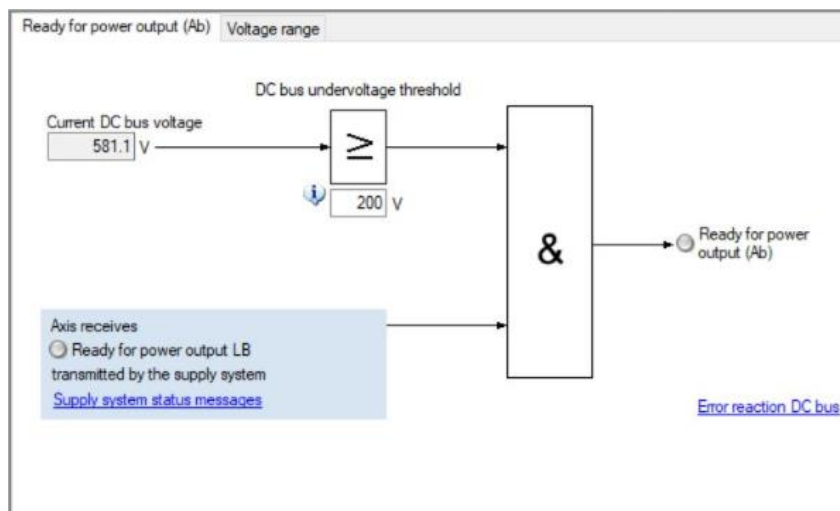 Ready for power output (Ab)
Voltage range
DC bus undervoltage threshold
Current DC bus voltage
581.1 V
≥
200 V
&
Ready for power
output (Ab)
Axis receives
Ready for power output LB
transmitted by the supply system
Supply system status messages
Error reaction DC bus